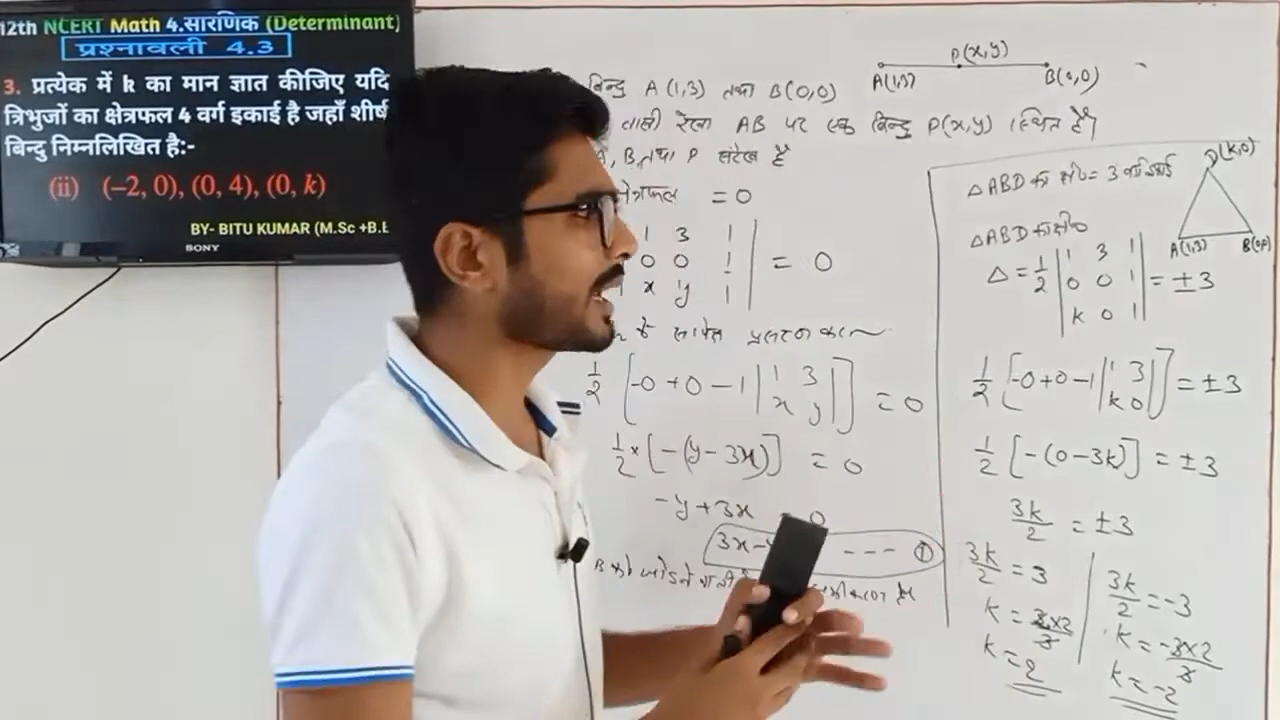 12th NCERT Math 4.सारणिक (Determinant)
प्रश्नावली 4.3
3. प्रत्येक में k का मान ज्ञात कीजिए यदि
त्रिभुजों का क्षेत्रफल 4 वर्ग इकाई है जहाँ शीर्ष
बिन्दु निम्नलिखित है:-
(ii) (–2, 0), (0, 4), (0, k)
BY- BITU KUMAR (M.Sc +B.E
SONY
P(x,y)
A(1,3) B(0,0)
बिन्दु A(1,3) तथा B(0,0)
वाली रेखा AB पर एक बिन्दु P(x,y) स्थित है।
B, तथा P संरेख है
क्षेत्रफल = 0
1 3 1
0 0 1 = 0
x y 1
के सापेक्ष
1/2 [-0+0-1 |1 3| = 0
x y|]
1/2 × [-(y-3x)] = 0
-y+3x 0
3x-y --- ①
B को जोड़ने वाली
D(k,0)
A(1,3) B(0,0)
△ABD का क्षे० = 3 वर्ग इकाई
△ABD का क्षे०
△ = 1/2 |1 3 1|
|0 0 1| = ±3
|k 0 1|
1/2 [-0+0-1 |1 3| = ±3
|k 0|]
1/2 [-(0-3k)] = ±3
3k/2 = ±3
3k/2 = 3
k = 3×2/3
k = 2
3k/2 = -3
k = -3×2/3
k = -2